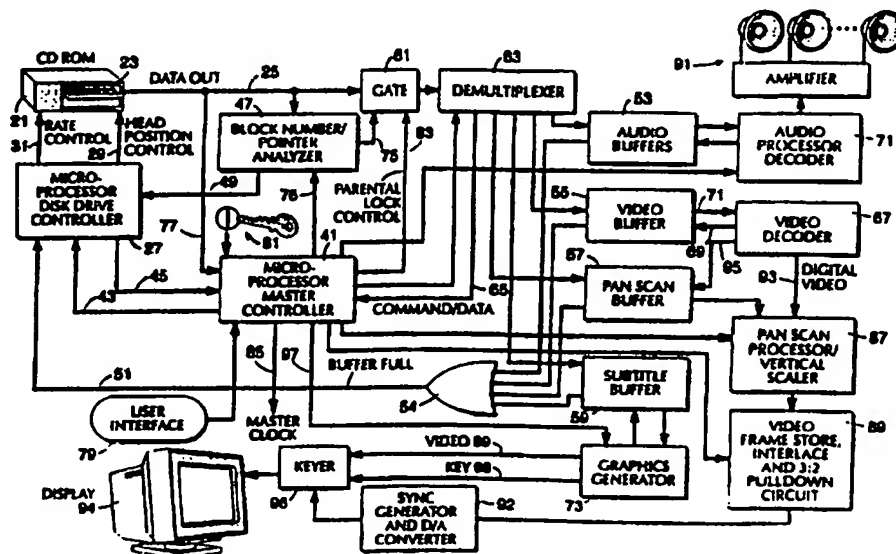 CD ROM
23
DATA OUT
25
61
GATE
63
DEMULTIPLEXER
91
AMPLIFIER
21
RATE CONTROL
31
HEAD POSITION CONTROL
29
47
BLOCK NUMBER/
POINTER
ANALYZER
75
83
53
AUDIO
BUFFERS
AUDIO
PROCESSOR
DECODER
71
MICRO-
PROCESSOR
DISK DRIVE
CONTROLLER
27
49
77
76
PARENTAL
LOCK
CONTROL
81
55
VIDEO
BUFFER
71
69
95
VIDEO
DECODER
67
41
MICRO-
PROCESSOR
MASTER
CONTROLLER
45
43
65
COMMAND/DATA
57
PAN SCAN
BUFFER
93
DIGITAL
VIDEO
PAN SCAN
PROCESSOR/
VERTICAL
SCALER
87
51
85
97
BUFFER FULL
54
SUBTITLE
BUFFER
59
USER
INTERFACE
79
MASTER
CLOCK
VIDEO 89
KEY 98
GRAPHICS
GENERATOR
73
VIDEO
FRAME STORE,
INTERLACE
AND 3:2
PULLDOWN
CIRCUIT
89
DISPLAY
94
KEYER
96
SYNC
GENERATOR
AND D/A
CONVERTER
92